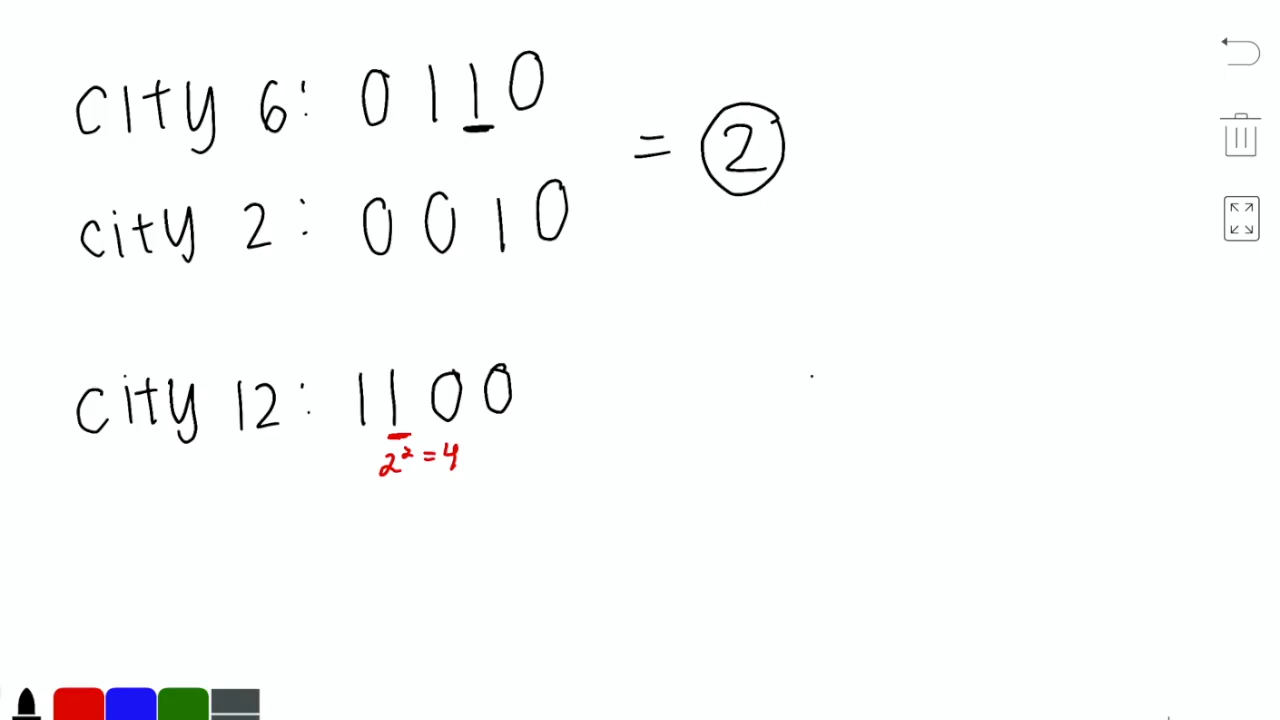 city 6: 0110
= 2
city 2: 0010
city 12: 1100
2² = 4